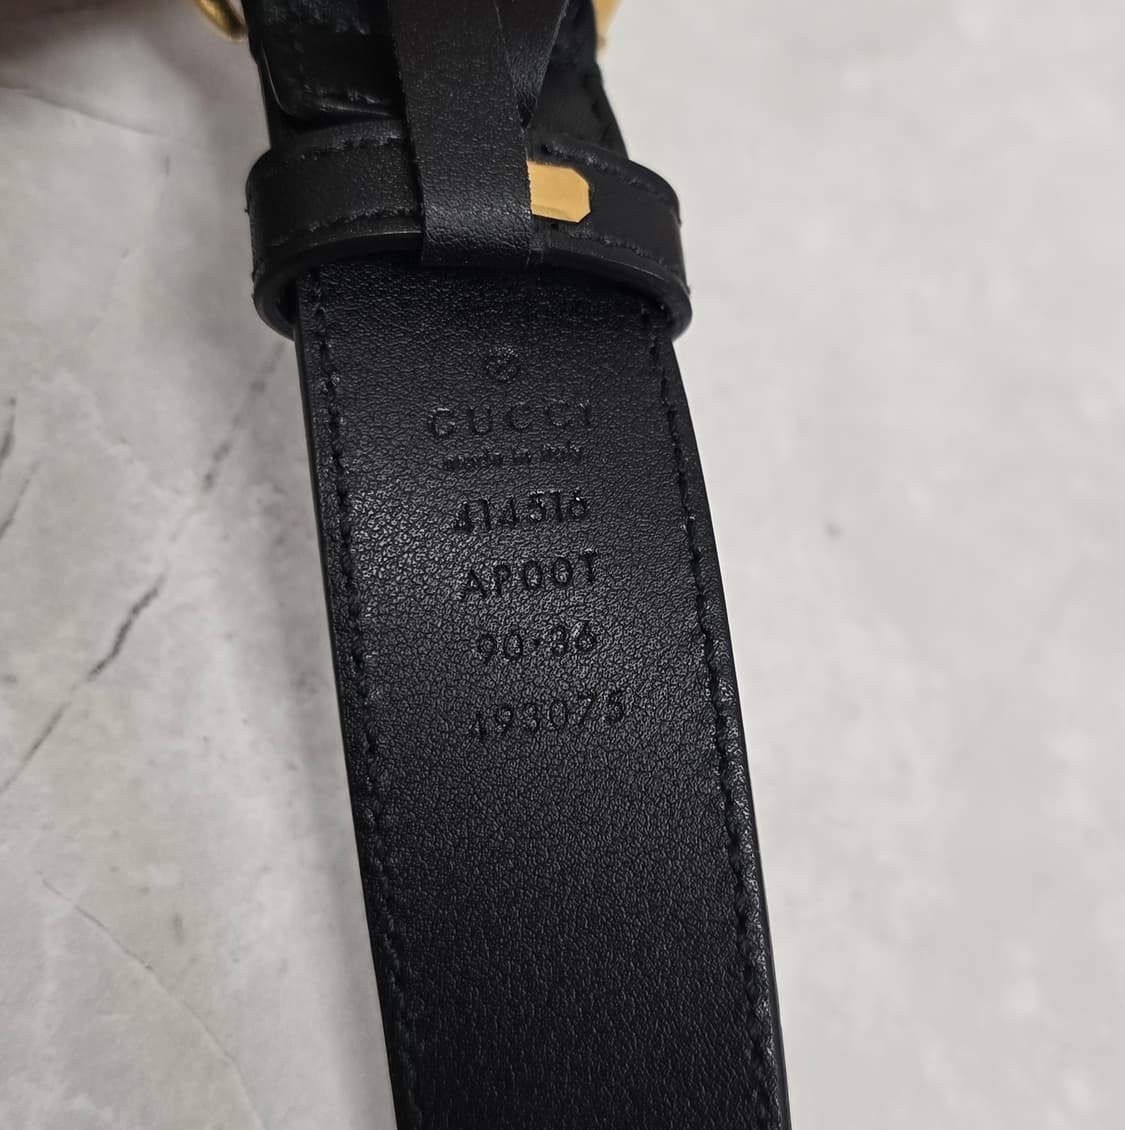 GUCCI
made in italy
414516
AP00T
90·36
493075